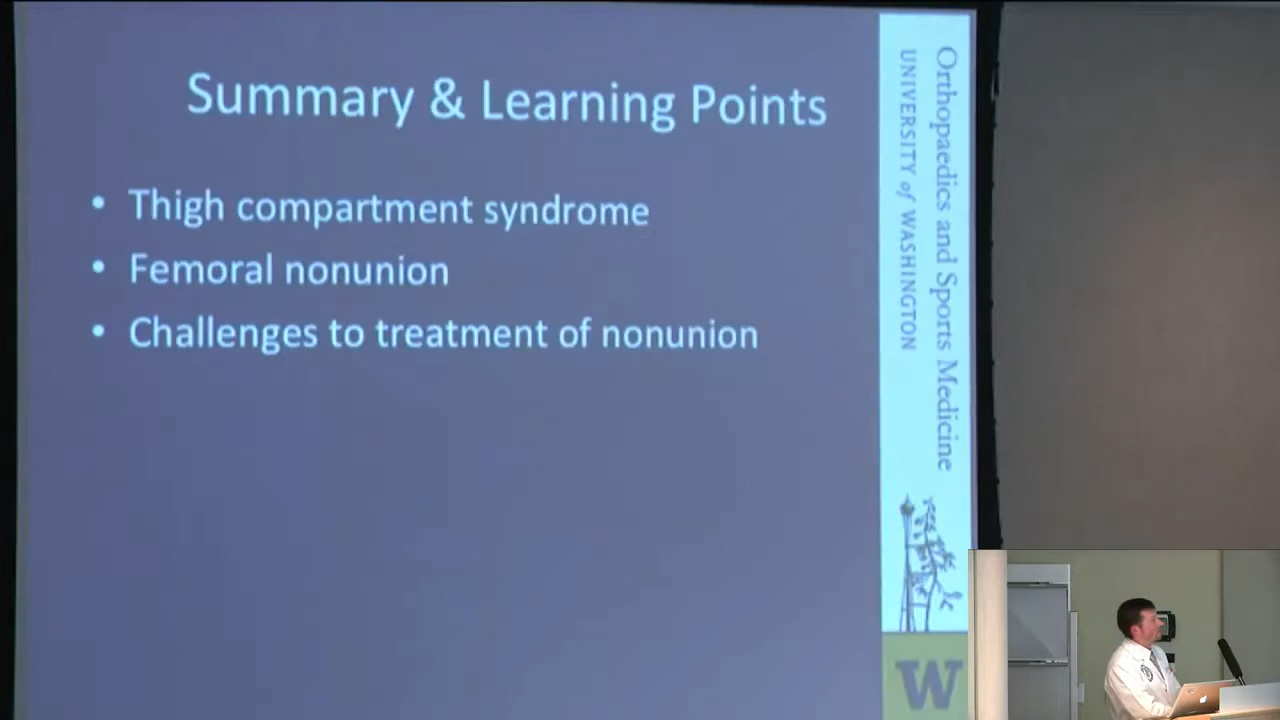 Summary & Learning Points
• Thigh compartment syndrome
• Femoral nonunion
• Challenges to treatment of nonunion
Orthopaedics and Sports Medicine
UNIVERSITY of WASHINGTON
W